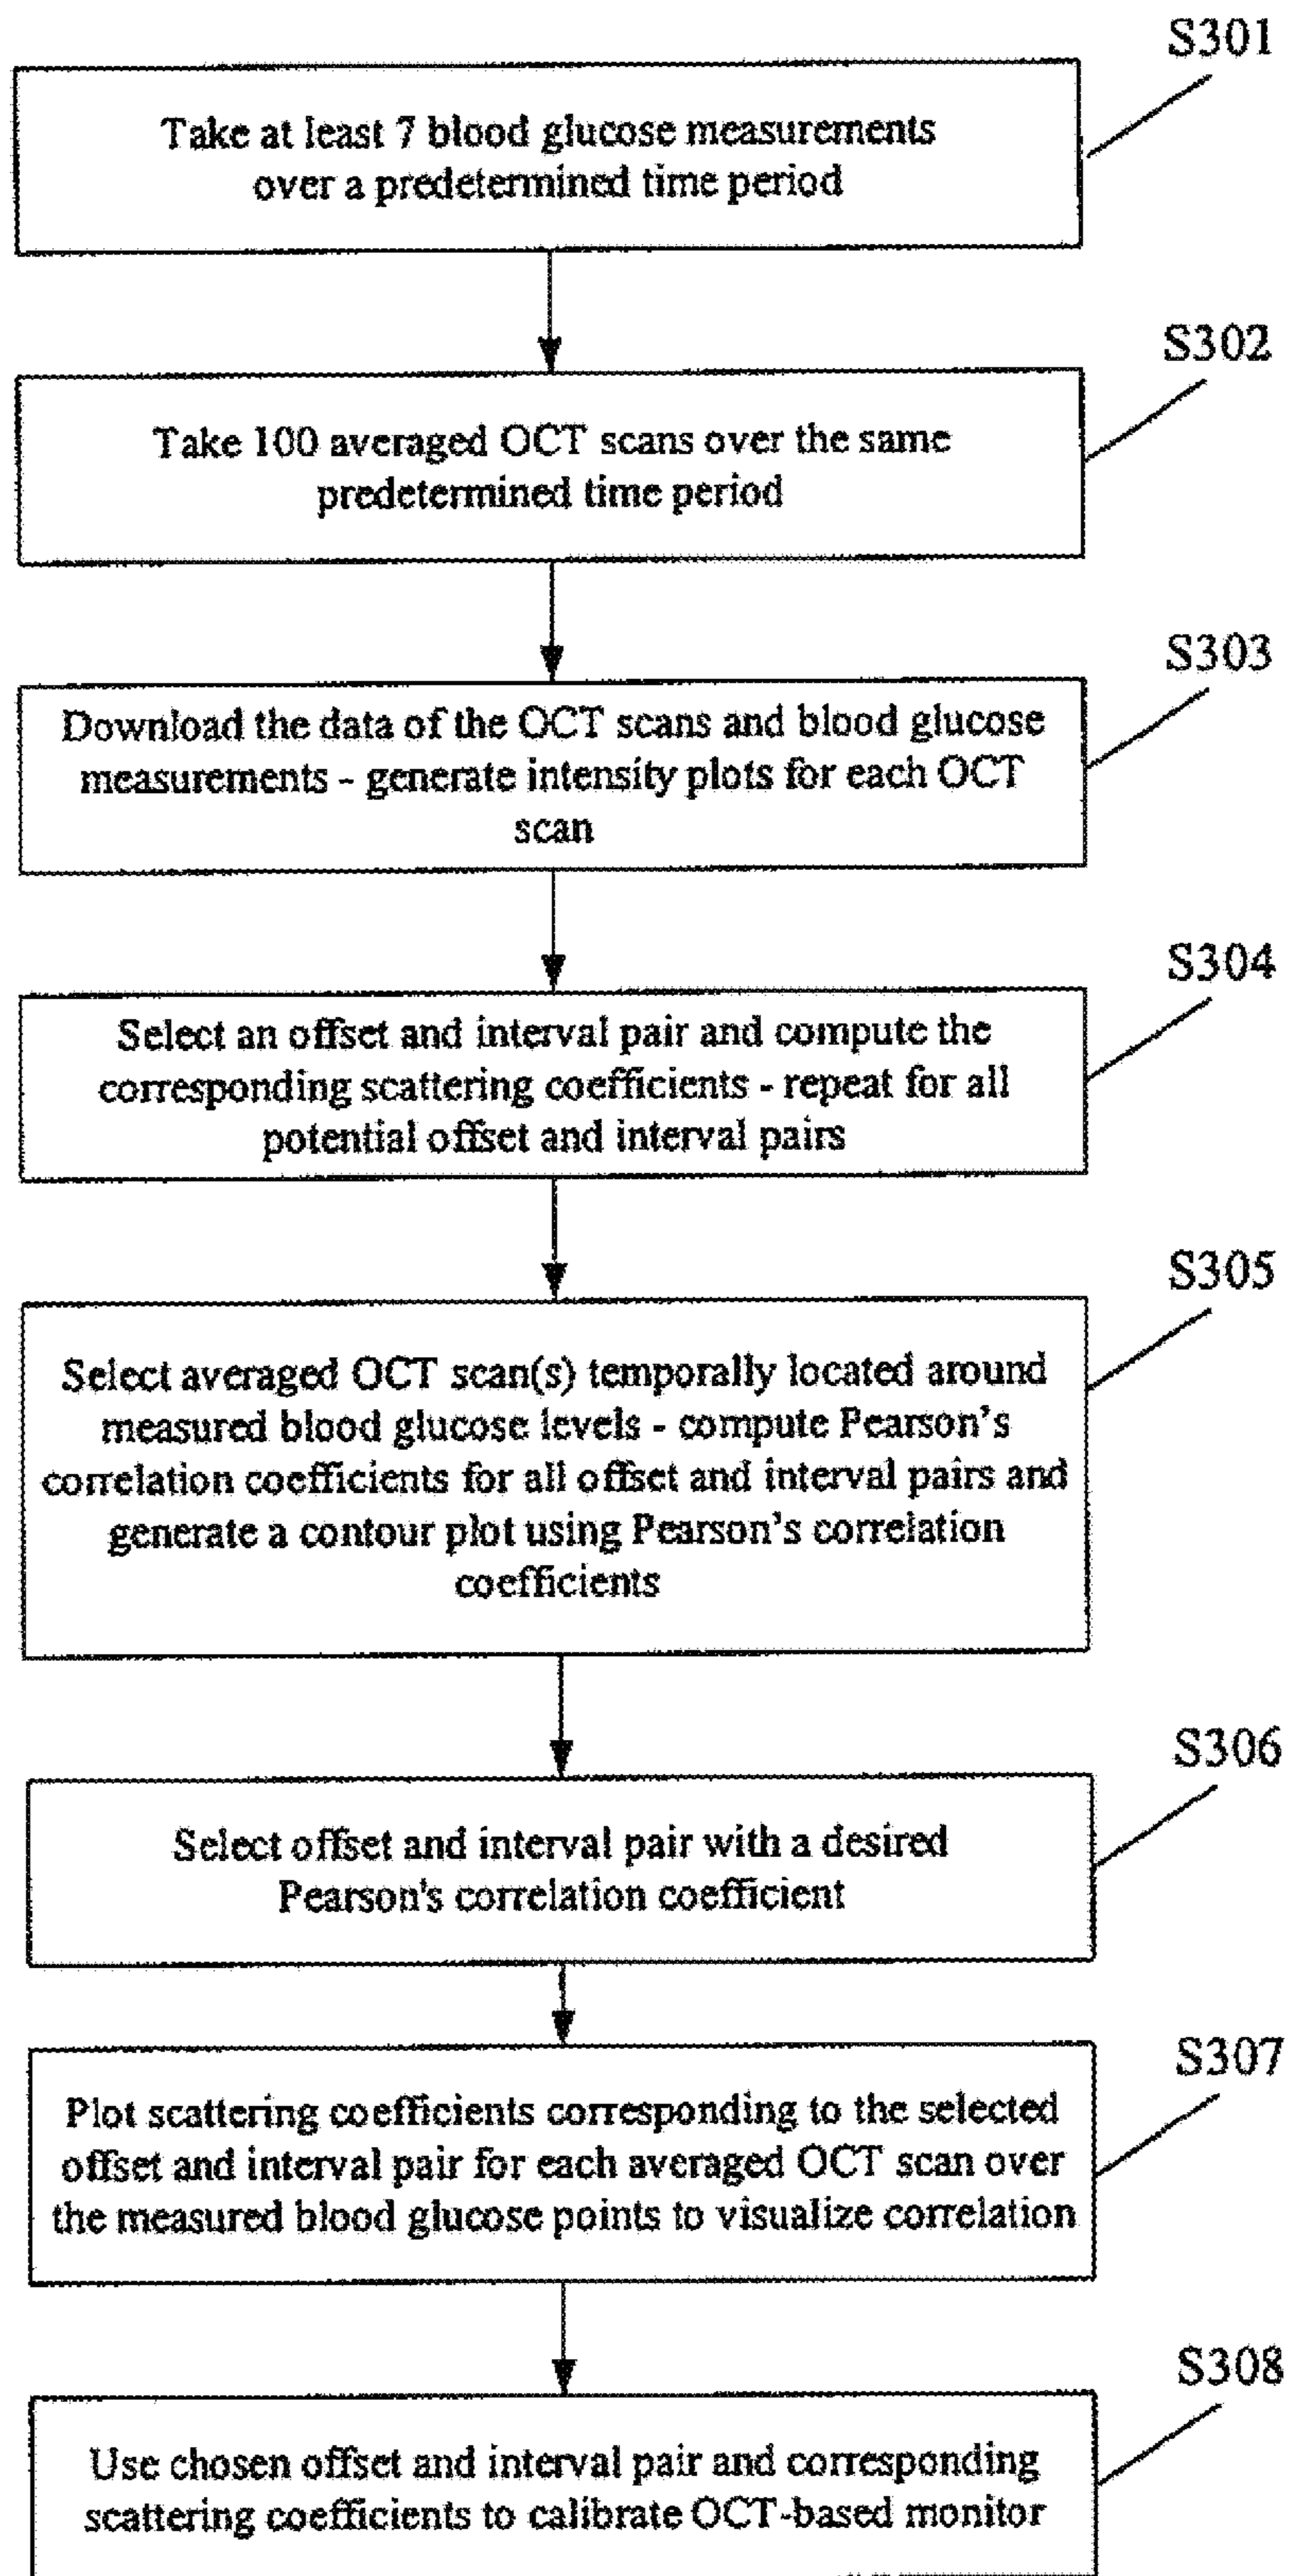 S301
Take at least 7 blood glucose measurements
over a predetermined time period
S302
Take 100 averaged OCT scans over the same
predetermined time period
S303
Download the data of the OCT scans and blood glucose
measurements - generate intensity plots for each OCT
scan
S304
Select an offset and interval pair and compute the
corresponding scattering coefficients - repeat for all
potential offset and interval pairs
S305
Select averaged OCT scan(s) temporally located around
measured blood glucose levels - compute Pearson's
correlation coefficients for all offset and interval pairs and
generate a contour plot using Pearson's correlation
coefficients
S306
Select offset and interval pair with a desired
Pearson's correlation coefficient
S307
Plot scattering coefficients corresponding to the selected
offset and interval pair for each averaged OCT scan over
the measured blood glucose points to visualize correlation
S308
Use chosen offset and interval pair and corresponding
scattering coefficients to calibrate OCT-based monitor